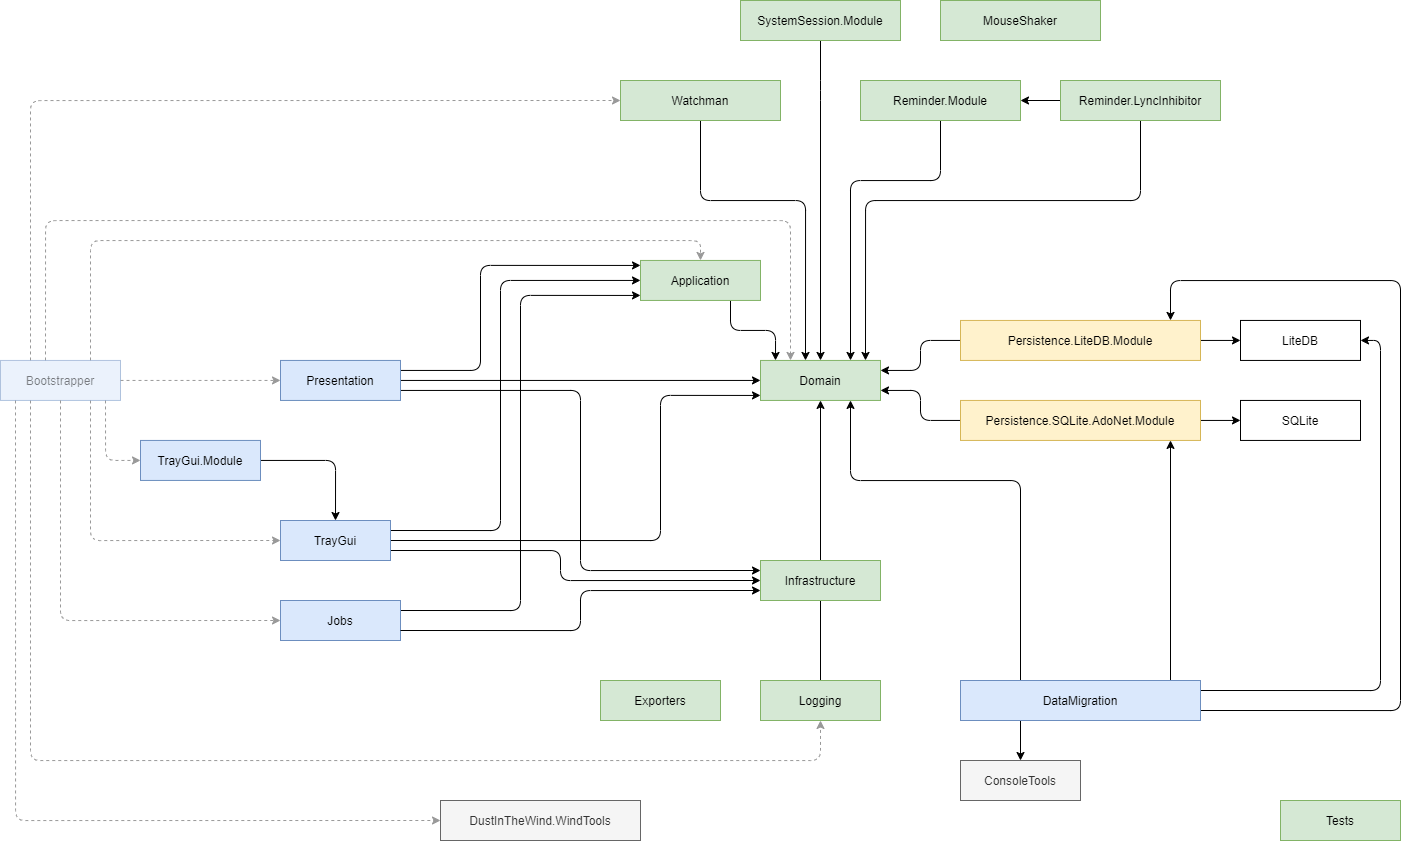 SystemSession.Module
MouseShaker
Watchman
Reminder.Module
Reminder.LyncInhibitor
Application
Persistence.LiteDB.Module
LiteDB
Bootstrapper
Presentation
Domain
Persistence.SQLite.AdoNet.Module
SQLite
TrayGui.Module
TrayGui
Infrastructure
Jobs
Exporters
Logging
DataMigration
ConsoleTools
DustInTheWind.WindTools
Tests